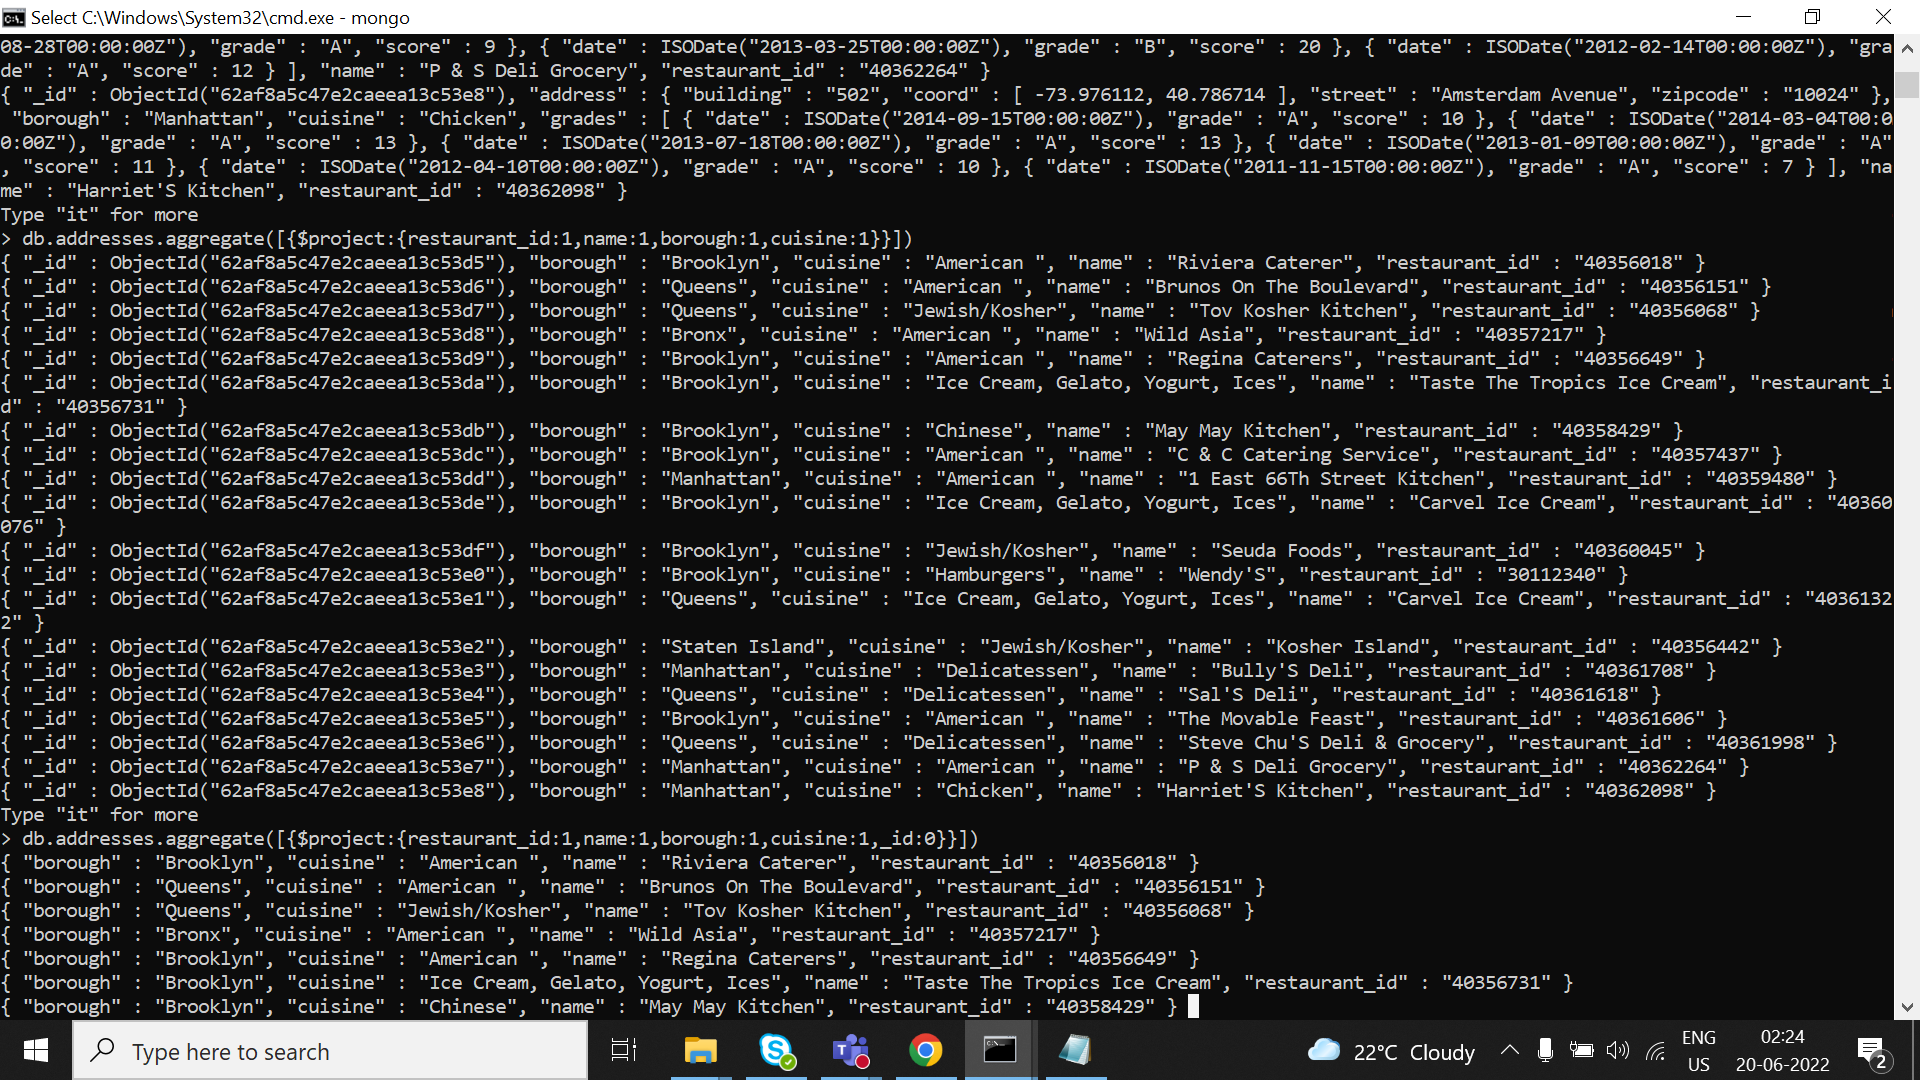 Select C:\Windows\System32\cmd.exe - mongo
08-28T00:00:00Z"), "grade" : "A", "score" : 9 }, { "date" : ISODate("2013-03-25T00:00:00Z"), "grade" : "B", "score" : 20 }, { "date" : ISODate("2012-02-14T00:00:00Z"), "gra
de" : "A", "score" : 12 } ], "name" : "P & S Deli Grocery", "restaurant_id" : "40362264" }
{ "_id" : ObjectId("62af8a5c47e2caeea13c53e8"), "address" : { "building" : "502", "coord" : [ -73.976112, 40.786714 ], "street" : "Amsterdam Avenue", "zipcode" : "10024" },
"borough" : "Manhattan", "cuisine" : "Chicken", "grades" : [ { "date" : ISODate("2014-09-15T00:00:00Z"), "grade" : "A", "score" : 10 }, { "date" : ISODate("2014-03-04T00:0
0:00Z"), "grade" : "A", "score" : 13 }, { "date" : ISODate("2013-07-18T00:00:00Z"), "grade" : "A", "score" : 13 }, { "date" : ISODate("2013-01-09T00:00:00Z"), "grade" : "A"
, "score" : 11 }, { "date" : ISODate("2012-04-10T00:00:00Z"), "grade" : "A", "score" : 10 }, { "date" : ISODate("2011-11-15T00:00:00Z"), "grade" : "A", "score" : 7 } ], "na
me" : "Harriet'S Kitchen", "restaurant_id" : "40362098" }
Type "it" for more
> db.addresses.aggregate([{$project:{restaurant_id:1,name:1,borough:1,cuisine:1}}])
{ "_id" : ObjectId("62af8a5c47e2caeea13c53d5"), "borough" : "Brooklyn", "cuisine" : "American ", "name" : "Riviera Caterer", "restaurant_id" : "40356018" }
{ "_id" : ObjectId("62af8a5c47e2caeea13c53d6"), "borough" : "Queens", "cuisine" : "American ", "name" : "Brunos On The Boulevard", "restaurant_id" : "40356151" }
{ "_id" : ObjectId("62af8a5c47e2caeea13c53d7"), "borough" : "Queens", "cuisine" : "Jewish/Kosher", "name" : "Tov Kosher Kitchen", "restaurant_id" : "40356068" }
{ "_id" : ObjectId("62af8a5c47e2caeea13c53d8"), "borough" : "Bronx", "cuisine" : "American ", "name" : "Wild Asia", "restaurant_id" : "40357217" }
{ "_id" : ObjectId("62af8a5c47e2caeea13c53d9"), "borough" : "Brooklyn", "cuisine" : "American ", "name" : "Regina Caterers", "restaurant_id" : "40356649" }
{ "_id" : ObjectId("62af8a5c47e2caeea13c53da"), "borough" : "Brooklyn", "cuisine" : "Ice Cream, Gelato, Yogurt, Ices", "name" : "Taste The Tropics Ice Cream", "restaurant_i
d" : "40356731" }
{ "_id" : ObjectId("62af8a5c47e2caeea13c53db"), "borough" : "Brooklyn", "cuisine" : "Chinese", "name" : "May May Kitchen", "restaurant_id" : "40358429" }
{ "_id" : ObjectId("62af8a5c47e2caeea13c53dc"), "borough" : "Brooklyn", "cuisine" : "American ", "name" : "C & C Catering Service", "restaurant_id" : "40357437" }
{ "_id" : ObjectId("62af8a5c47e2caeea13c53dd"), "borough" : "Manhattan", "cuisine" : "American ", "name" : "1 East 66Th Street Kitchen", "restaurant_id" : "40359480" }
{ "_id" : ObjectId("62af8a5c47e2caeea13c53de"), "borough" : "Brooklyn", "cuisine" : "Ice Cream, Gelato, Yogurt, Ices", "name" : "Carvel Ice Cream", "restaurant_id" : "40360
076" }
{ "_id" : ObjectId("62af8a5c47e2caeea13c53df"), "borough" : "Brooklyn", "cuisine" : "Jewish/Kosher", "name" : "Seuda Foods", "restaurant_id" : "40360045" }
{ "_id" : ObjectId("62af8a5c47e2caeea13c53e0"), "borough" : "Brooklyn", "cuisine" : "Hamburgers", "name" : "Wendy'S", "restaurant_id" : "30112340" }
{ "_id" : ObjectId("62af8a5c47e2caeea13c53e1"), "borough" : "Queens", "cuisine" : "Ice Cream, Gelato, Yogurt, Ices", "name" : "Carvel Ice Cream", "restaurant_id" : "4036132
2" }
{ "_id" : ObjectId("62af8a5c47e2caeea13c53e2"), "borough" : "Staten Island", "cuisine" : "Jewish/Kosher", "name" : "Kosher Island", "restaurant_id" : "40356442" }
{ "_id" : ObjectId("62af8a5c47e2caeea13c53e3"), "borough" : "Manhattan", "cuisine" : "Delicatessen", "name" : "Bully'S Deli", "restaurant_id" : "40361708" }
{ "_id" : ObjectId("62af8a5c47e2caeea13c53e4"), "borough" : "Queens", "cuisine" : "Delicatessen", "name" : "Sal'S Deli", "restaurant_id" : "40361618" }
{ "_id" : ObjectId("62af8a5c47e2caeea13c53e5"), "borough" : "Brooklyn", "cuisine" : "American ", "name" : "The Movable Feast", "restaurant_id" : "40361606" }
{ "_id" : ObjectId("62af8a5c47e2caeea13c53e6"), "borough" : "Queens", "cuisine" : "Delicatessen", "name" : "Steve Chu'S Deli & Grocery", "restaurant_id" : "40361998" }
{ "_id" : ObjectId("62af8a5c47e2caeea13c53e7"), "borough" : "Manhattan", "cuisine" : "American ", "name" : "P & S Deli Grocery", "restaurant_id" : "40362264" }
{ "_id" : ObjectId("62af8a5c47e2caeea13c53e8"), "borough" : "Manhattan", "cuisine" : "Chicken", "name" : "Harriet'S Kitchen", "restaurant_id" : "40362098" }
Type "it" for more
> db.addresses.aggregate([{$project:{restaurant_id:1,name:1,borough:1,cuisine:1,_id:0}}])
{ "borough" : "Brooklyn", "cuisine" : "American ", "name" : "Riviera Caterer", "restaurant_id" : "40356018" }
{ "borough" : "Queens", "cuisine" : "American ", "name" : "Brunos On The Boulevard", "restaurant_id" : "40356151" }
{ "borough" : "Queens", "cuisine" : "Jewish/Kosher", "name" : "Tov Kosher Kitchen", "restaurant_id" : "40356068" }
{ "borough" : "Bronx", "cuisine" : "American ", "name" : "Wild Asia", "restaurant_id" : "40357217" }
{ "borough" : "Brooklyn", "cuisine" : "American ", "name" : "Regina Caterers", "restaurant_id" : "40356649" }
{ "borough" : "Brooklyn", "cuisine" : "Ice Cream, Gelato, Yogurt, Ices", "name" : "Taste The Tropics Ice Cream", "restaurant_id" : "40356731" }
{ "borough" : "Brooklyn", "cuisine" : "Chinese", "name" : "May May Kitchen", "restaurant_id" : "40358429" }
Type here to search
22°C Cloudy
ENG
US
02:24
20-06-2022
2